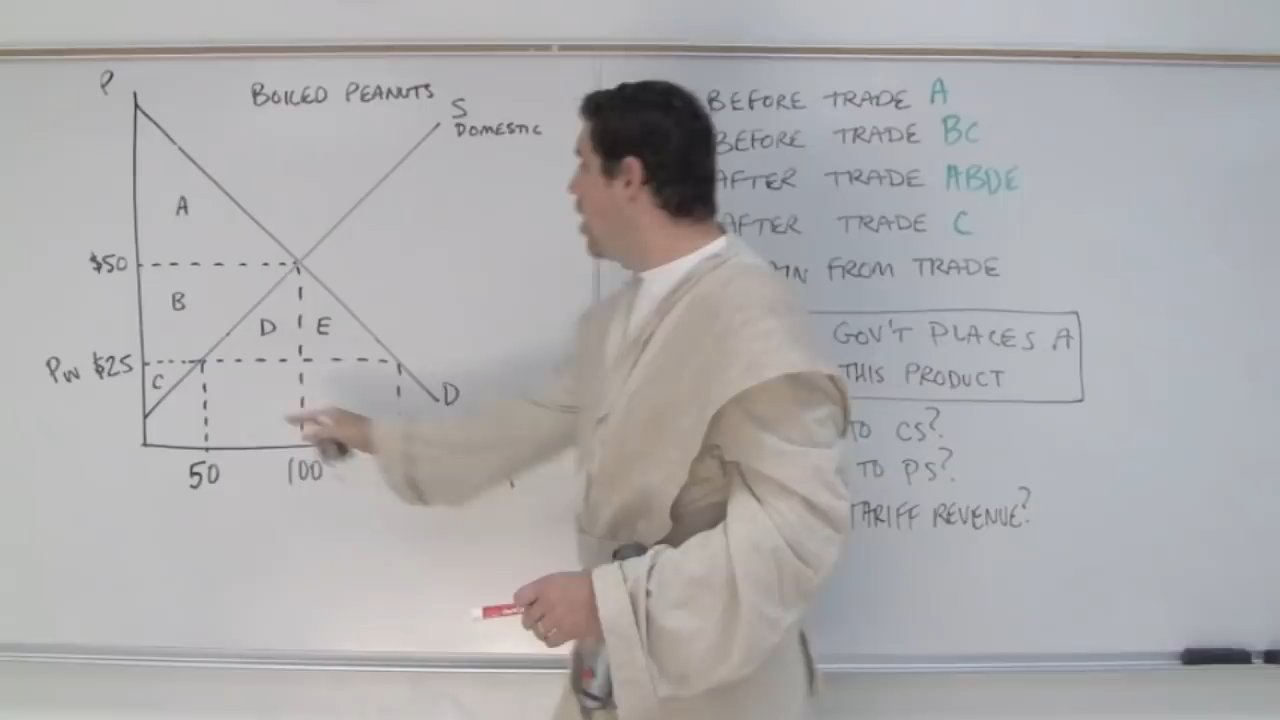 P
BOILED PEANUTS
S
DOMESTIC
A
$50
B
D
E
Pw $25
C
D
50
100
BEFORE TRADE A
BEFORE TRADE BC
AFTER TRADE ABDE
AFTER TRADE C
FROM TRADE
GOV'T PLACES A
THIS PRODUCT
TO CS?
TO PS?
TARIFF REVENUE?